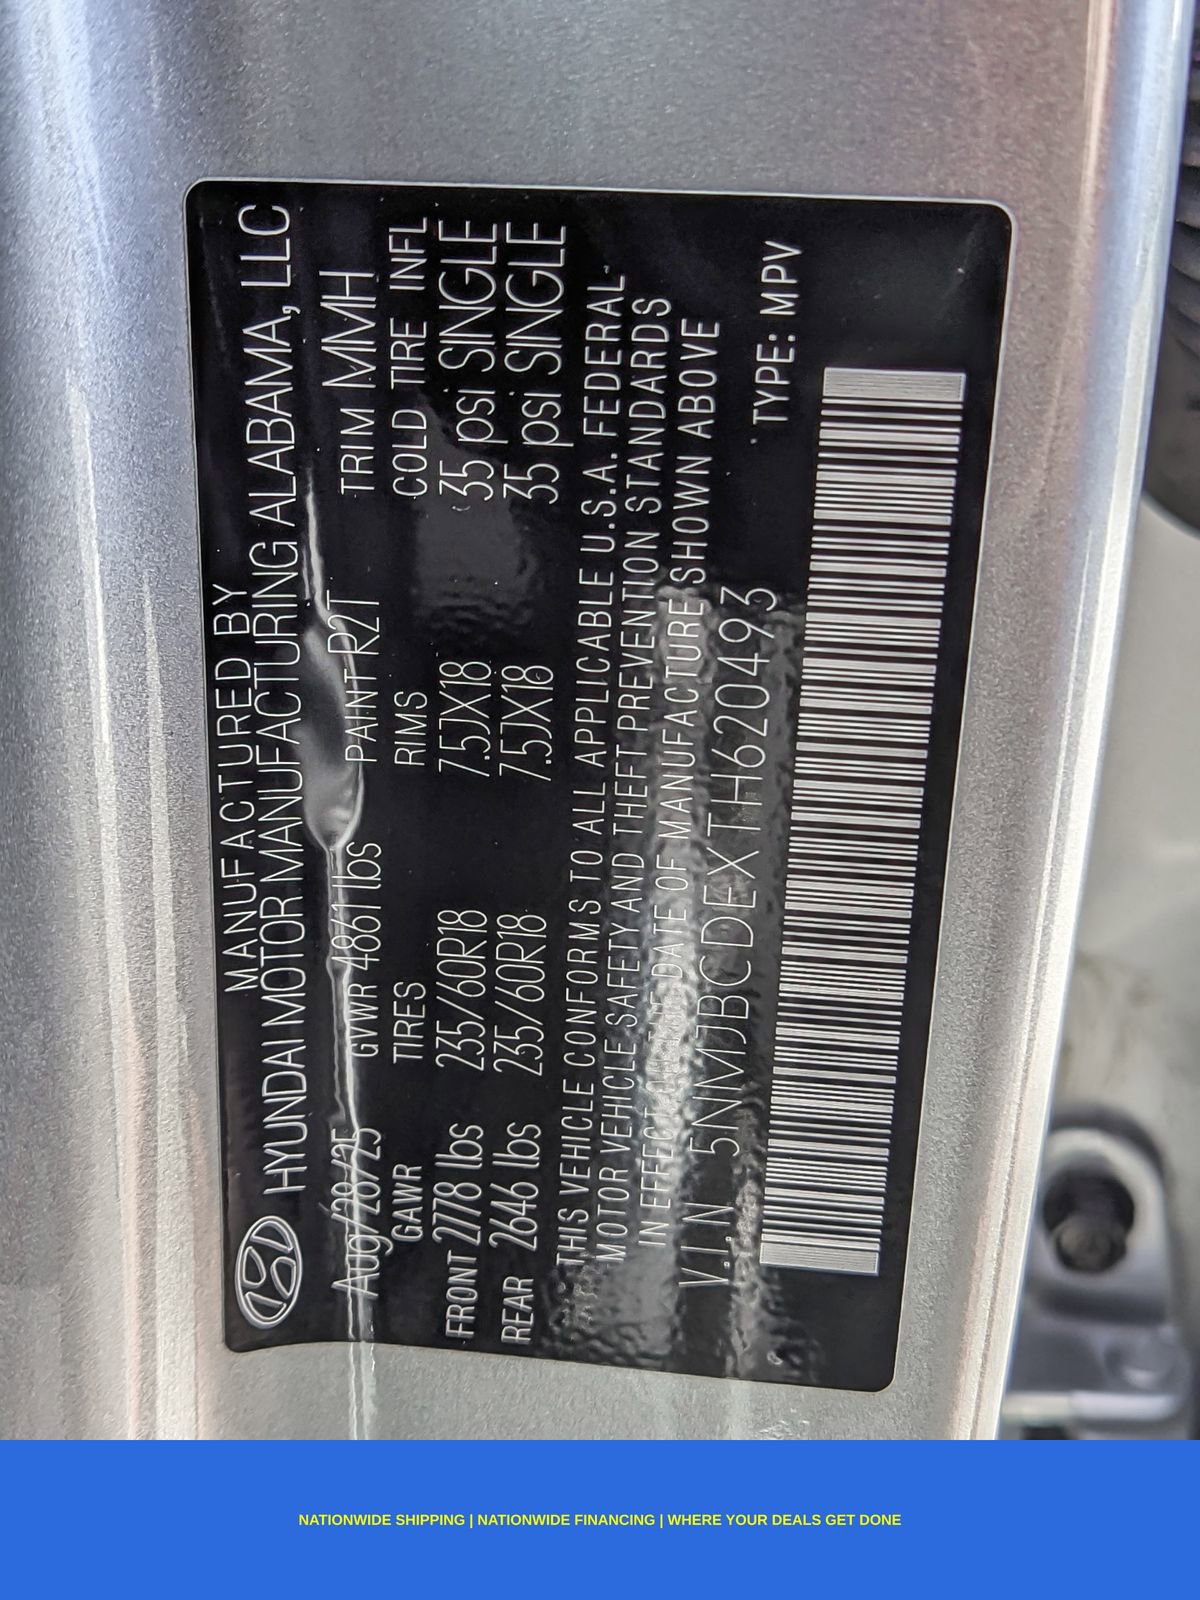 MANUFACTURED BY
HYUNDAI MOTOR MANUFACTURING ALABAMA, LLC
Aug/28/25 GVWR 4861 lbs PAINT R2T TRIM MMH
GAWR TIRES RIMS COLD TIRE INFL
FRONT 2778 lbs 235/60R18 7.5JX18 35 psi SINGLE
REAR 2646 lbs 235/60R18 7.5JX18 35 psi SINGLE
THIS VEHICLE CONFORMS TO ALL APPLICABLE U.S.A. FEDERAL
MOTOR VEHICLE SAFETY AND THEFT PREVENTION STANDARDS
IN EFFECT ON THE DATE OF MANUFACTURE SHOWN ABOVE
V.I.N 5NMJBCDEXTH620493 TYPE: MPV
NATIONWIDE SHIPPING | NATIONWIDE FINANCING | WHERE YOUR DEALS GET DONE